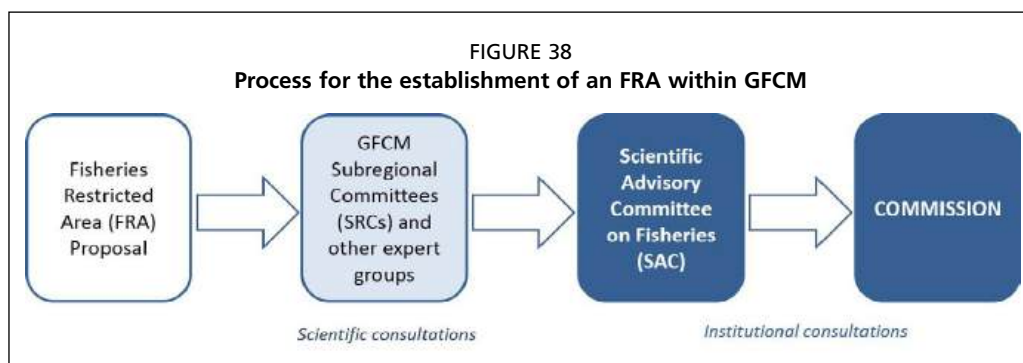 FIGURE 38
Process for the establishment of an FRA within GFCM
Fisheries
Restricted
Area (FRA)
Proposal
GFCM
Subregional
Committees
(SRCs) and
other expert
groups
Scientific
Advisory
Committee
on Fisheries
(SAC)
COMMISSION
Scientific consultations
Institutional consultations